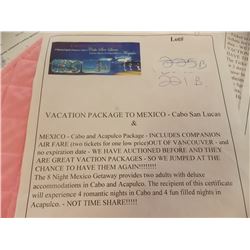 Lot#
225B
221 B
VACATION PACKAGE TO MEXICO - Cabo San Lucas
&
MEXICO - Cabo and Acapulco Package - INCLUDES COMPANION
AIR FARE (two tickets for one low price)OUT OF VANCOUVER - and
no expiration date - WE HAVE AUCTIONED BEFORE AND THEY
ARE GREAT VACTION PACKAGES - SO WE JUMPED AT THE
CHANCE TO HAVE THEM AGAIN!!!!!!!!
The 8 Night Mexico Getaway provides two adults with deluxe
accommodations in Cabo and Acapulco. The recipient of this certificate
will experience 4 romantic nights in Cabo and 4 fun filled nights in
Acapulco. - NOT TIME SHARE!!!!!